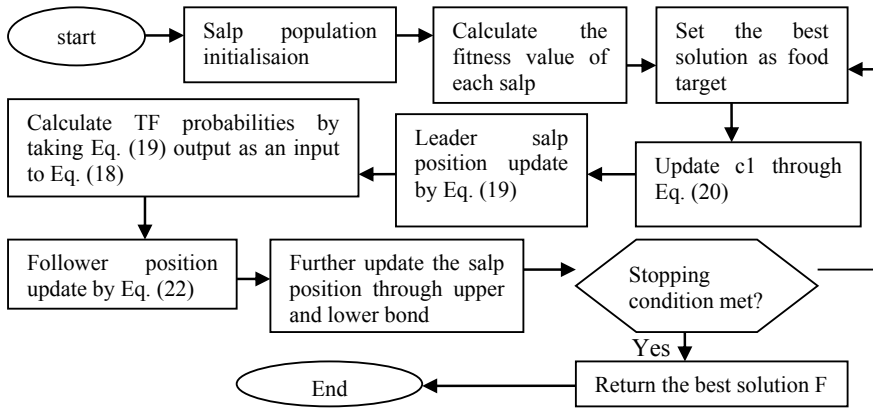 start
Salp population
initialisaion
Calculate the
fitness value of
each salp
Set the best
solution as food
target
Update c1 through
Eq. (20)
Leader salp
position update
by Eq. (19)
Calculate TF probabilities by
taking Eq. (19) output as an input
to Eq. (18)
Follower position
update by Eq. (22)
Further update the salp
position through upper
and lower bond
Stopping
condition met?
Yes
Return the best solution F
End